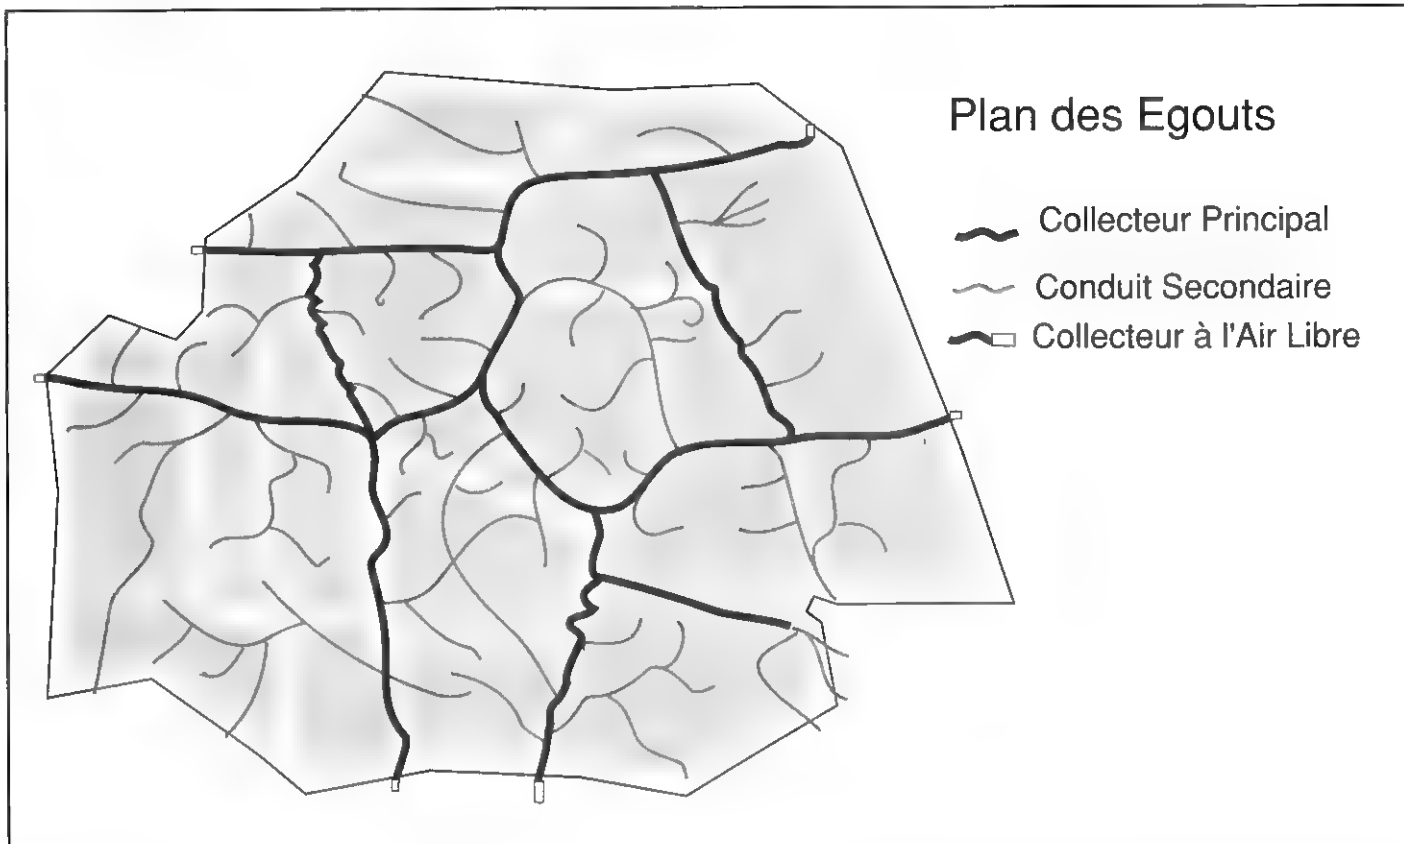 Plan des Egouts
Collecteur Principal
Conduit Secondaire
Collecteur à l'Air Libre